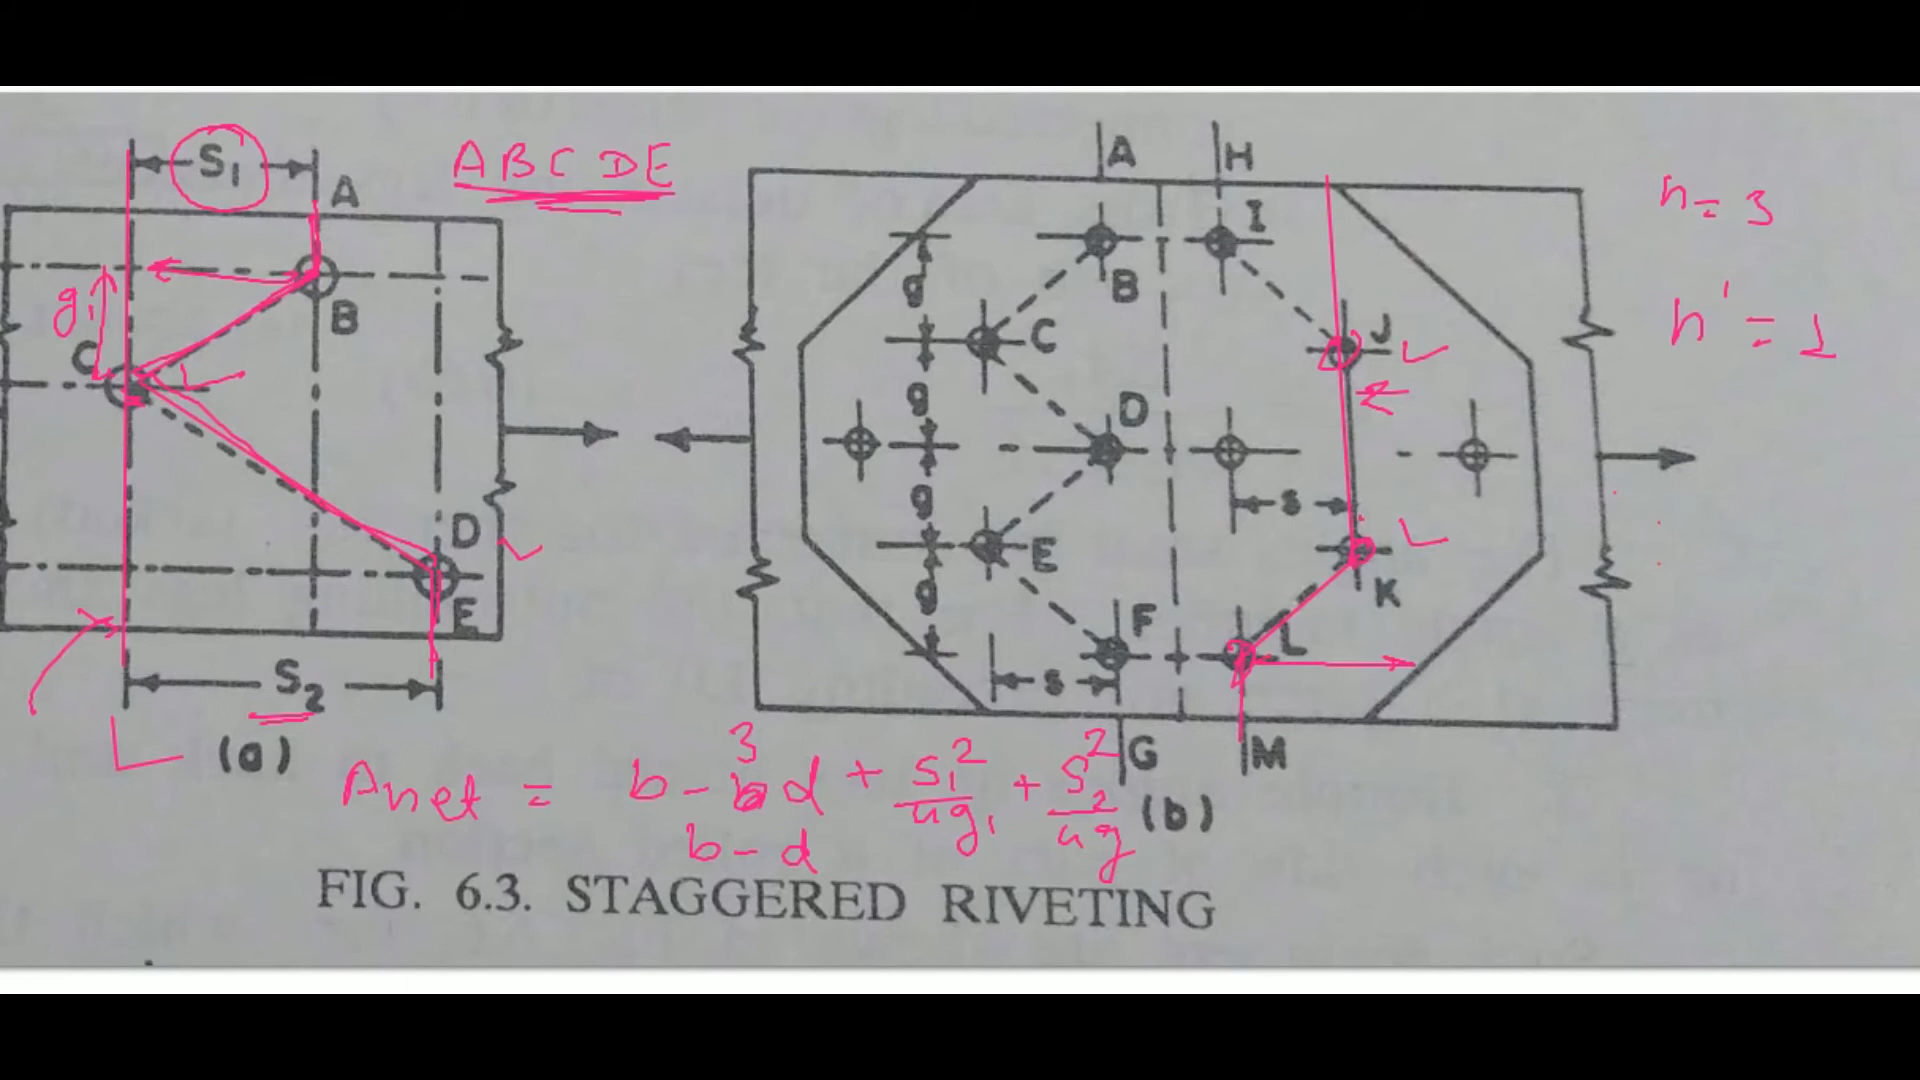 S₁
A
ABCDE
A
H
n = 3
I
g₁
B
g
B
n' = 1
C
C
J
g
D
D
g
s
E
E
K
g
F
L
S₂
s
(a)
G
M
Anet = b - 3d + s₁²/4g₁ + s₂²/4g
(b)
b - d
FIG. 6.3. STAGGERED RIVETING